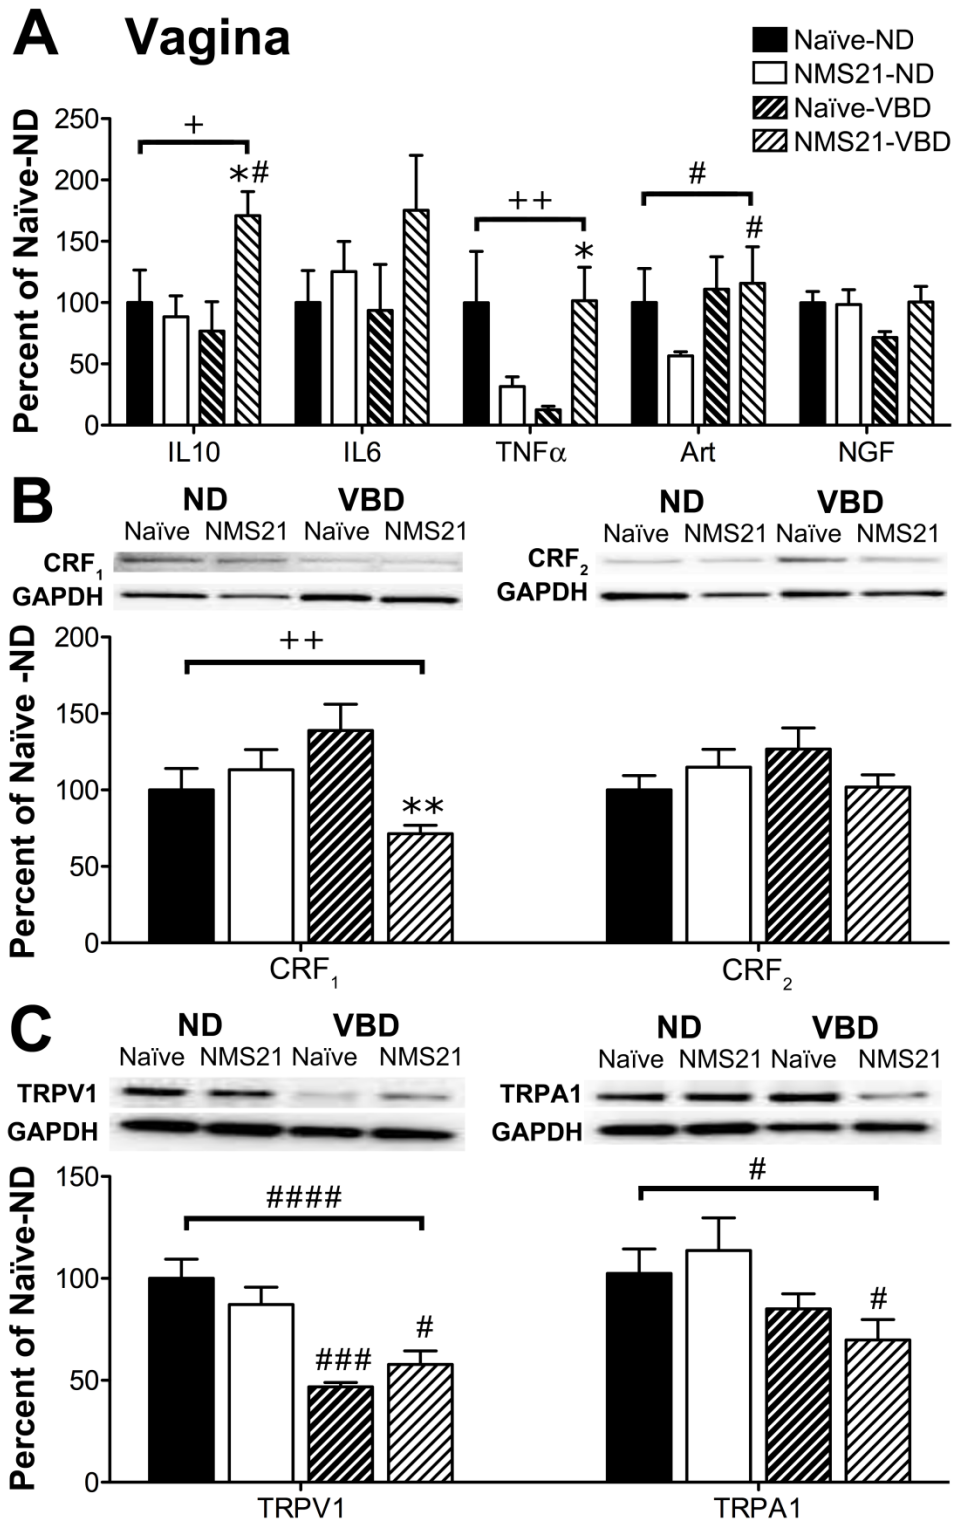 A Vagina
Naïve-ND
NMS21-ND
Naïve-VBD
NMS21-VBD
Percent of Naïve-ND
250
200
150
100
50
0
+
*#
++
*
#
#
IL10 IL6 TNFα Art NGF
B
ND VBD
Naïve NMS21 Naïve NMS21
CRF1
GAPDH
ND VBD
Naïve NMS21 Naïve NMS21
CRF2
GAPDH
Percent of Naïve -ND
200
150
100
50
0
++
**
CRF1 CRF2
C
ND VBD
Naïve NMS21 Naïve NMS21
TRPV1
GAPDH
ND VBD
Naïve NMS21 Naïve NMS21
TRPA1
GAPDH
Percent of Naïve-ND
150
100
50
0
####
###
#
#
#
TRPV1 TRPA1